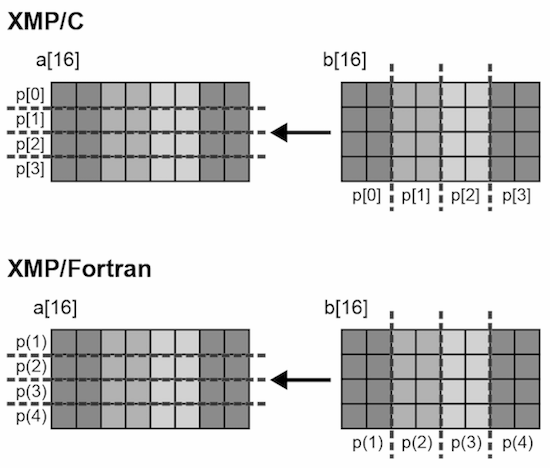 XMP/C
a[16]
b[16]
p[0]
p[1]
p[2]
p[3]
p[0] p[1] p[2] p[3]
XMP/Fortran
a[16]
b[16]
p(1)
p(2)
p(3)
p(4)
p(1) p(2) p(3) p(4)